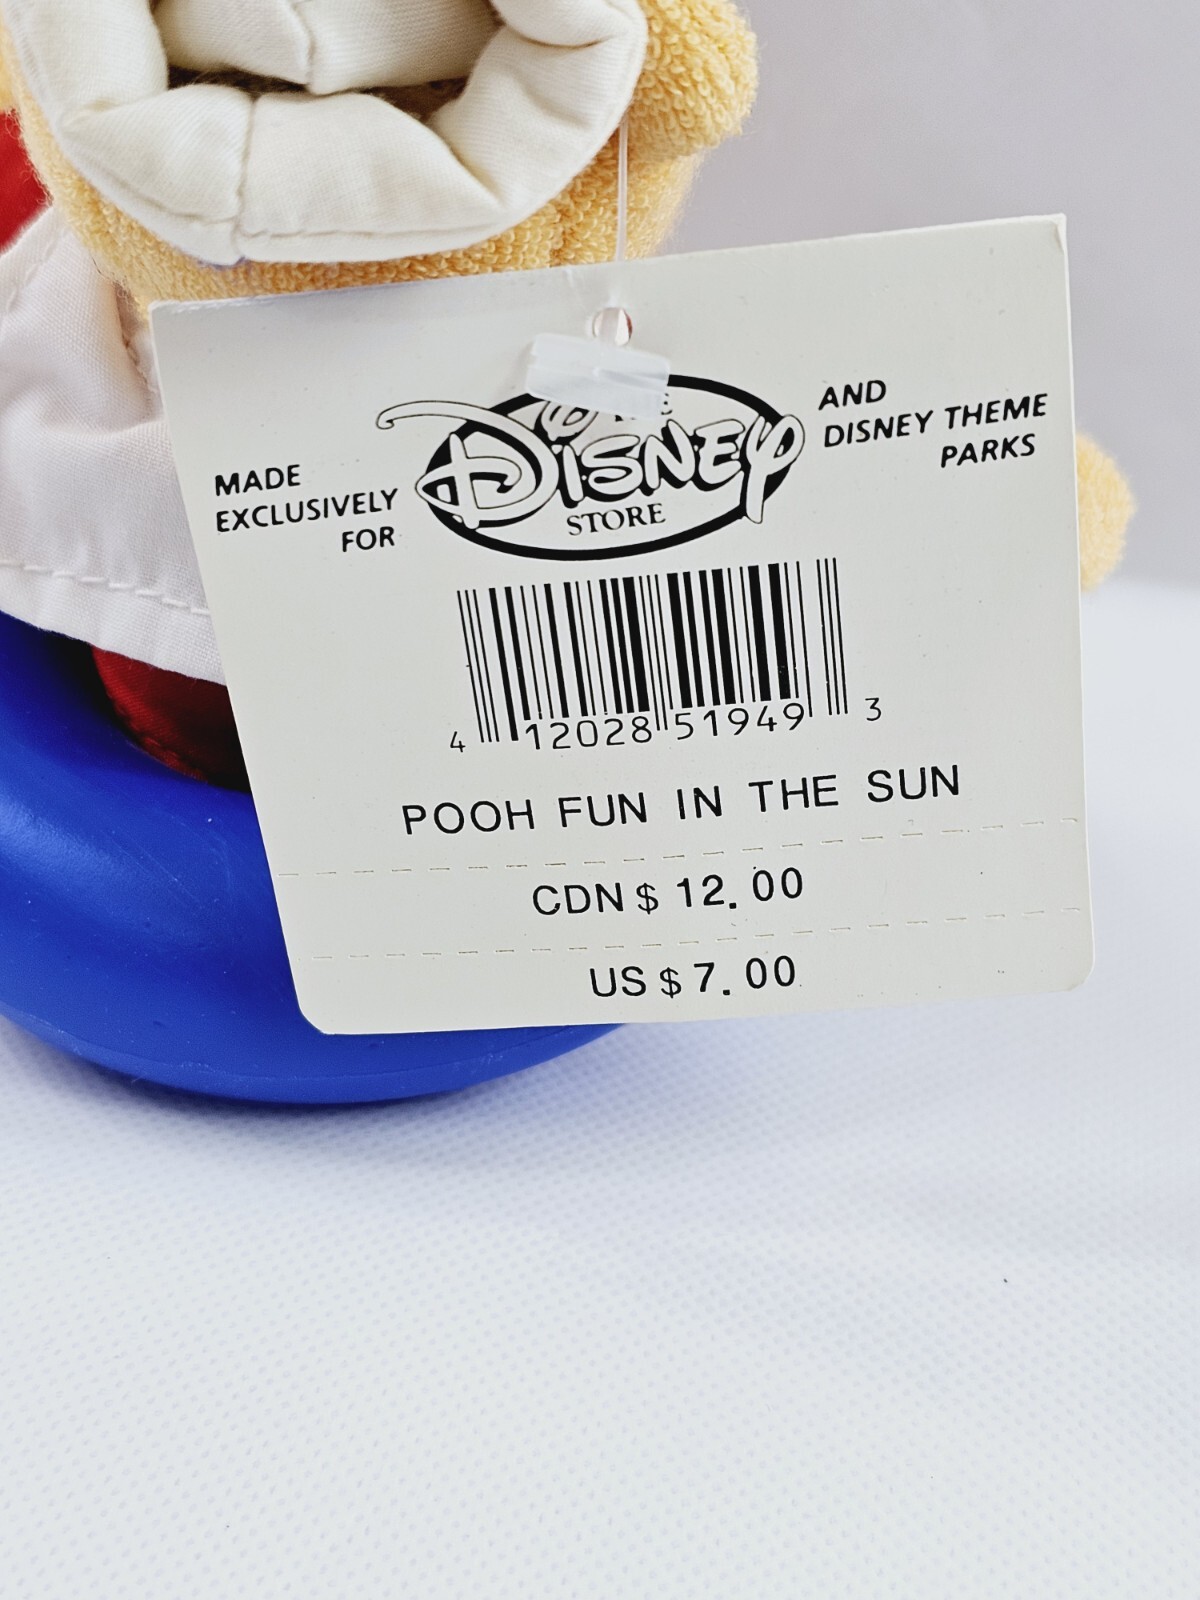 MADE
EXCLUSIVELY
FOR
THE
DISNEY
STORE
AND
DISNEY THEME
PARKS
4 12028 51949 3
POOH FUN IN THE SUN
CDN $ 12.00
US $ 7.00